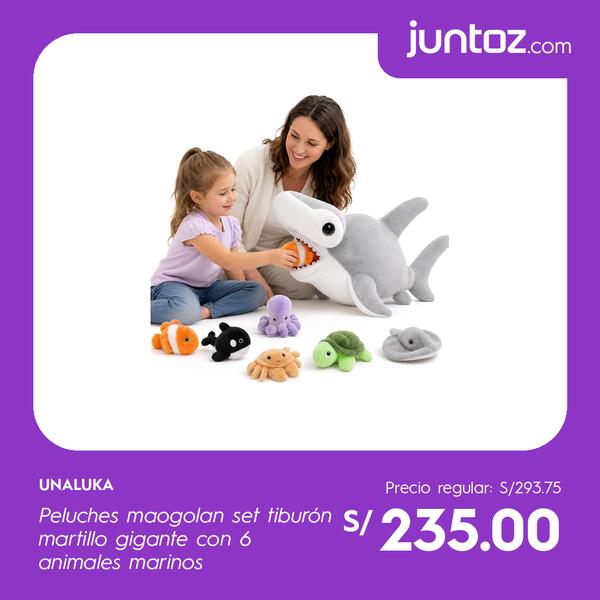 juntoz.com
UNALUKA
Peluches maogolan set tiburón
martillo gigante con 6
animales marinos
Precio regular: S/293.75
S/ 235.00